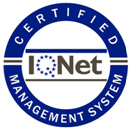 CERTIFIED
IQNet
MANAGEMENT SYSTEM